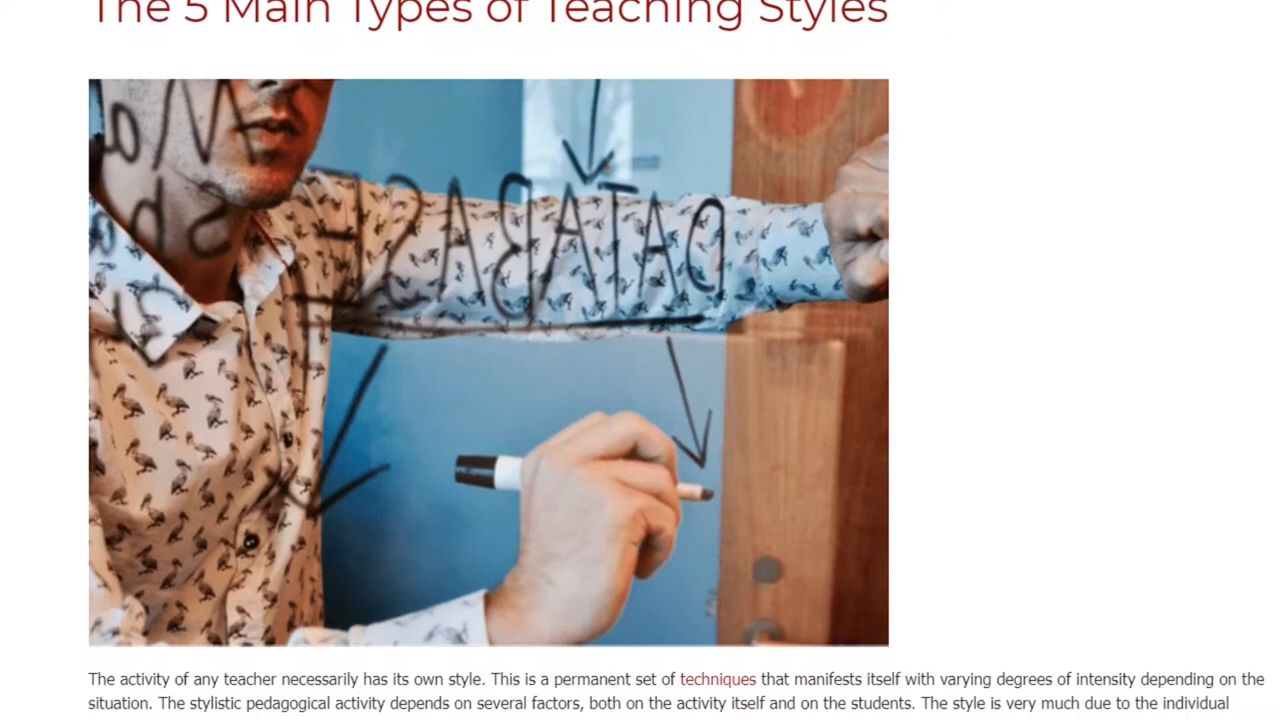 The 5 Main Types of Teaching Styles
DATABASE
The activity of any teacher necessarily has its own style. This is a permanent set of techniques that manifests itself with varying degrees of intensity depending on the
situation. The stylistic pedagogical activity depends on several factors, both on the activity itself and on the students. The style is very much due to the individual